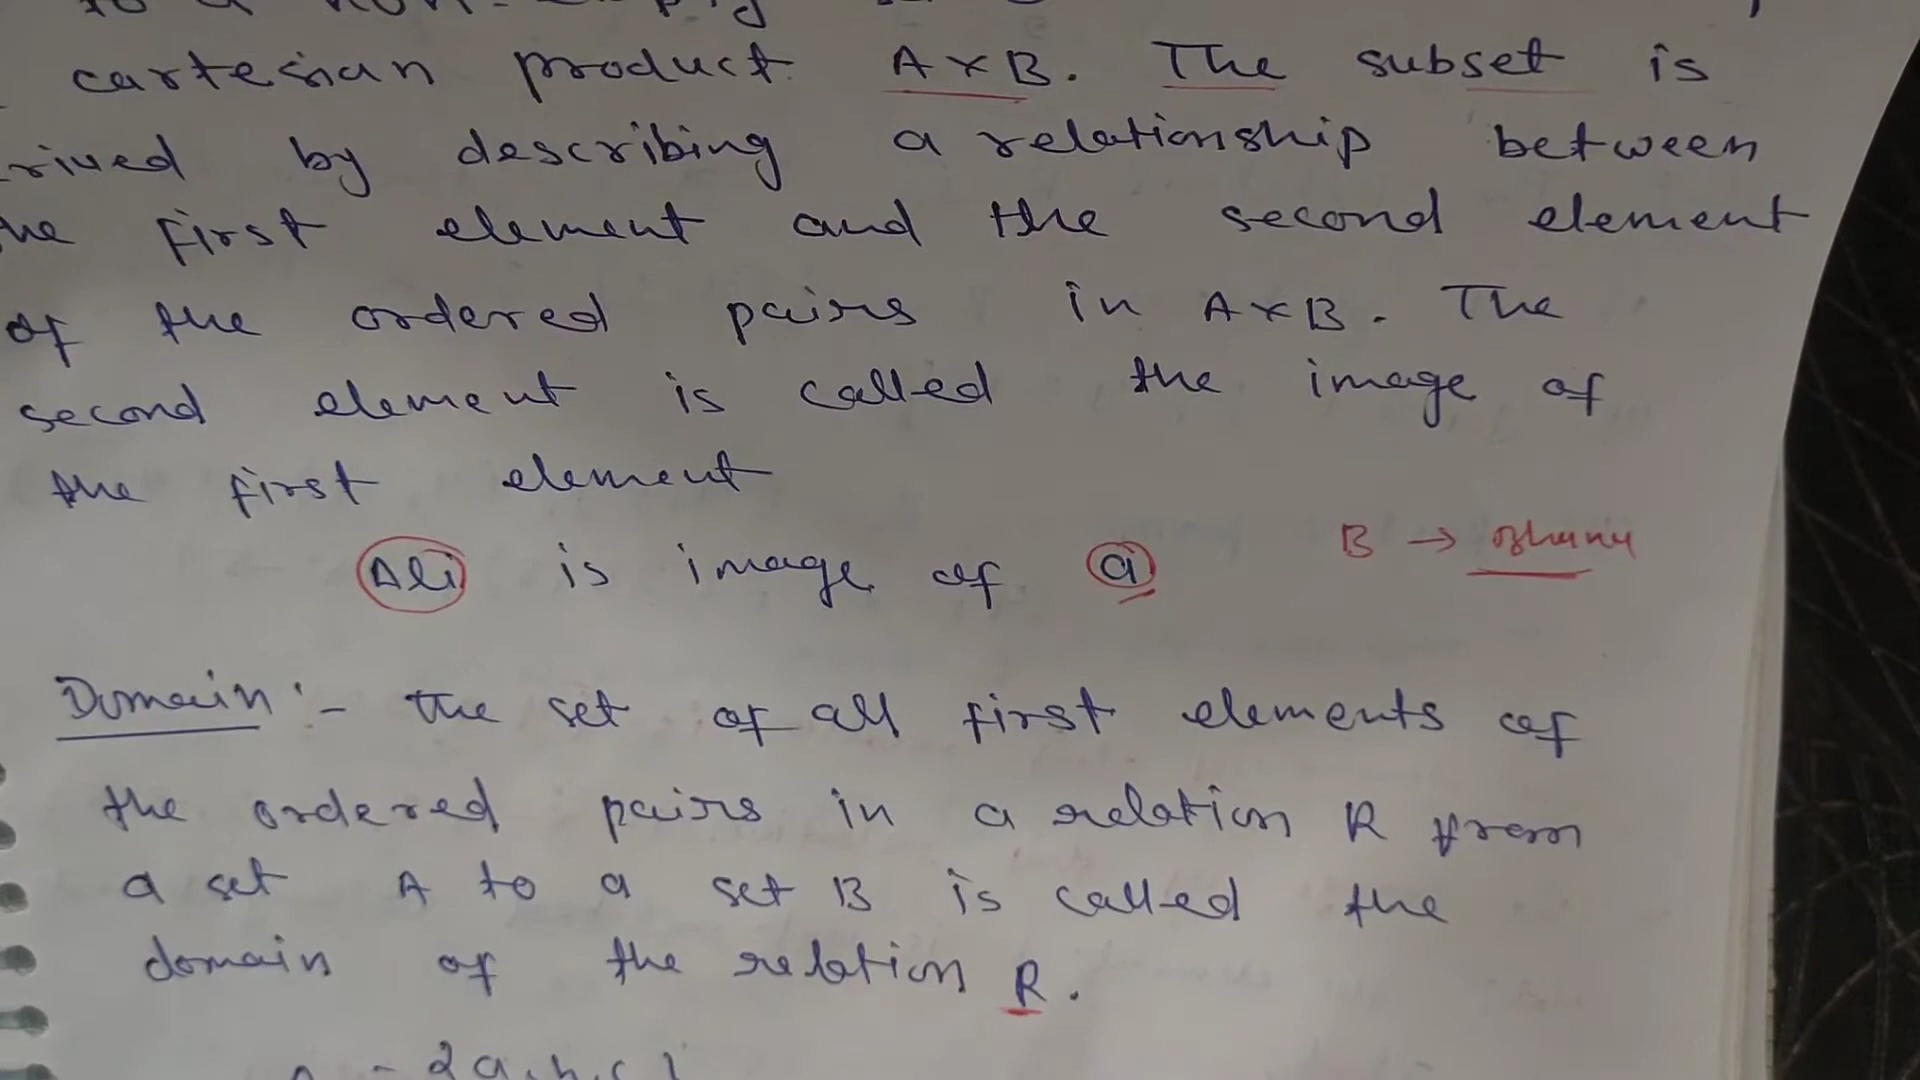 cartesian product A×B. The subset is
rived by describing a relationship between
he first element and the second element
of the ordered pairs in A×B. The
second element is called the image of
the first element
Ali is image of a
B →
Domain :- The set of all first elements of
the ordered pairs in a relation R from
a set A to a set B is called the
domain of the relation R.